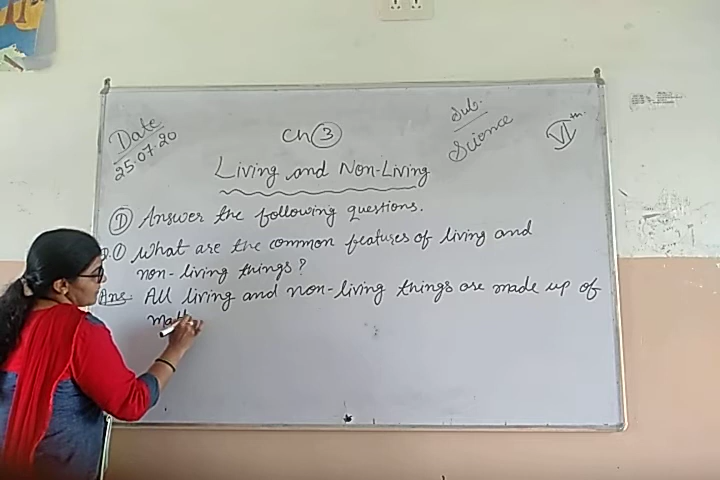 Date
25.07.20
Ch ③
Sub.
Science
VI th
Living and Non-Living
Ⓓ Answer the following questions.
Q.① What are the common features of living and
non-living things?
Ans. All living and non-living things are made up of
matt